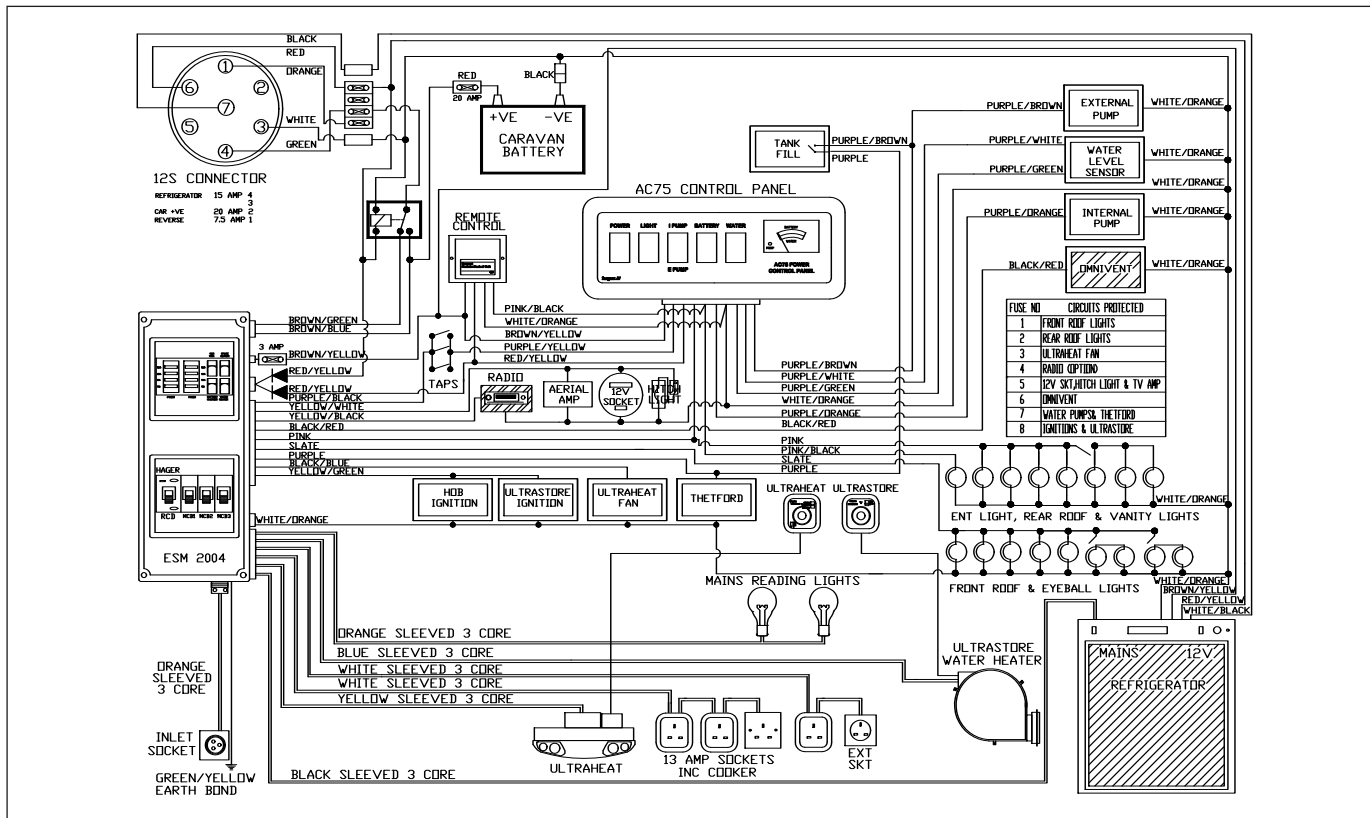 BLACK
RED
ORANGE
WHITE
GREEN
1
6
2
7
5
3
4
12S CONNECTOR
REFRIGERATOR 15 AMP 4
3
CAR +VE 20 AMP 2
REVERSE 7.5 AMP 1
RED
20 AMP
BLACK
+VE -VE
CARAVAN
BATTERY
TANK
FILL
PURPLE/BROWN
PURPLE
PURPLE/BROWN
EXTERNAL
PUMP
WHITE/ORANGE
PURPLE/WHITE
PURPLE/GREEN
WATER
LEVEL
SENSOR
WHITE/ORANGE
WHITE/ORANGE
PURPLE/ORANGE
INTERNAL
PUMP
WHITE/ORANGE
BLACK/RED
OMNIVENT
WHITE/ORANGE
REMOTE
CONTROL
AC75 CONTROL PANEL
POWER LIGHT I PUMP BATTERY WATER
E PUMP
BATTERY
WATER
AC75 POWER
CONTROL PANEL
PINK/BLACK
WHITE/ORANGE
BROWN/YELLOW
PURPLE/YELLOW
RED/YELLOW
BROWN/GREEN
BROWN/BLUE
3 AMP
BROWN/YELLOW
RED/YELLOW
RED/YELLOW
PURPLE/BLACK
YELLOW/WHITE
YELLOW/BLACK
BLACK/RED
PINK
SLATE
PURPLE
BLACK/BLUE
YELLOW/GREEN
WHITE/ORANGE
TAPS
RADIO
AERIAL
AMP
12V
SOCKET
HITCH
LIGHT
PURPLE/BROWN
PURPLE/WHITE
PURPLE/GREEN
WHITE/ORANGE
PURPLE/ORANGE
BLACK/RED
PINK
PINK/BLACK
SLATE
PURPLE
FUSE NO CIRCUITS PROTECTED
1 FRONT ROOF LIGHTS
2 REAR ROOF LIGHTS
3 ULTRAHEAT FAN
4 RADIO (OPTION)
5 12V SKT,HITCH LIGHT & TV AMP
6 OMNIVENT
7 WATER PUMPS& THETFORD
8 IGNITIONS & ULTRASTORE
HAGER
RCD MCB1 MCB2 MCB3
ESM 2004
HOB
IGNITION
ULTRASTORE
IGNITION
ULTRAHEAT
FAN
THETFORD
ULTRAHEAT ULTRASTORE
WHITE/ORANGE
ENT LIGHT, REAR ROOF & VANITY LIGHTS
FRONT ROOF & EYEBALL LIGHTS
WHITE/ORANGE
BROWN/YELLOW
RED/YELLOW
WHITE/BLACK
MAINS READING LIGHTS
ORANGE SLEEVED 3 CORE
BLUE SLEEVED 3 CORE
WHITE SLEEVED 3 CORE
WHITE SLEEVED 3 CORE
YELLOW SLEEVED 3 CORE
ORANGE
SLEEVED
3 CORE
INLET
SOCKET
GREEN/YELLOW
EARTH BOND
BLACK SLEEVED 3 CORE
ULTRAHEAT
13 AMP SOCKETS
INC COOKER
EXT
SKT
ULTRASTORE
WATER HEATER
MAINS 12V
REFRIGERATOR